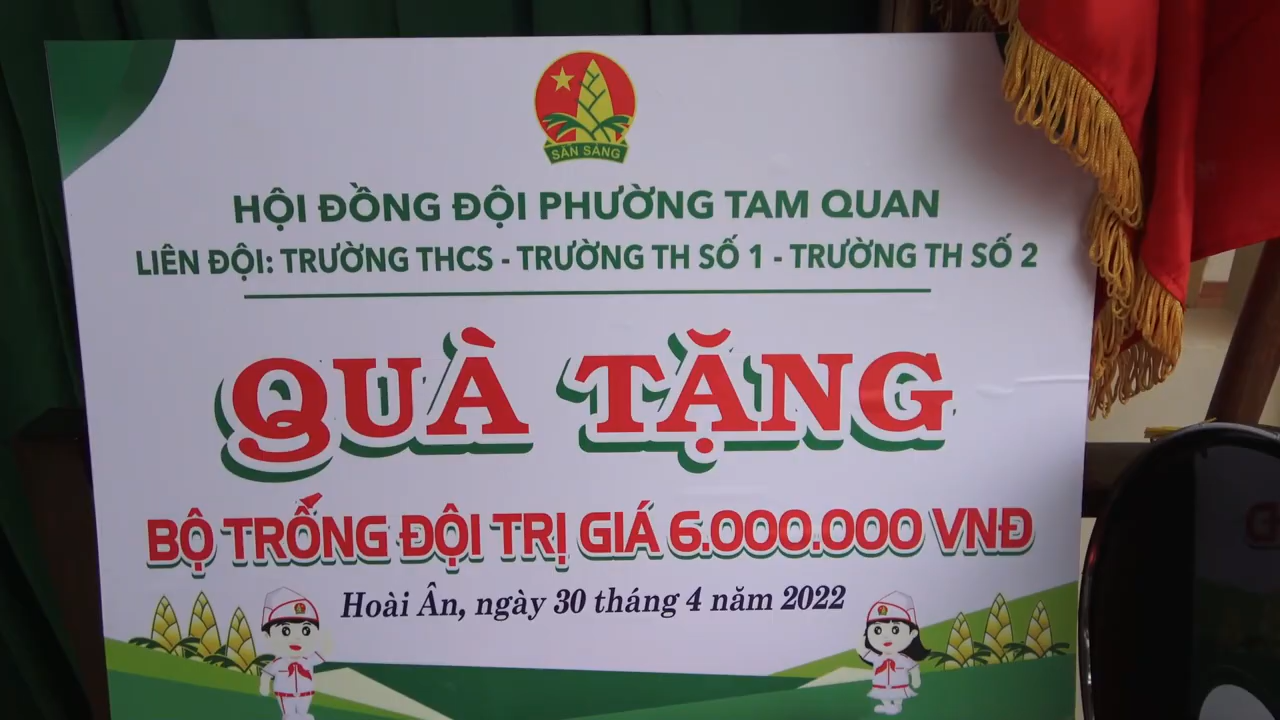 SẴN SÀNG
HỘI ĐỒNG ĐỘI PHƯỜNG TAM QUAN
LIÊN ĐỘI: TRƯỜNG THCS - TRƯỜNG TH SỐ 1 - TRƯỜNG TH SỐ 2
QUÀ TẶNG
BỘ TRỐNG ĐỘI TRỊ GIÁ 6.000.000 VNĐ
Hoài Ân, ngày 30 tháng 4 năm 2022